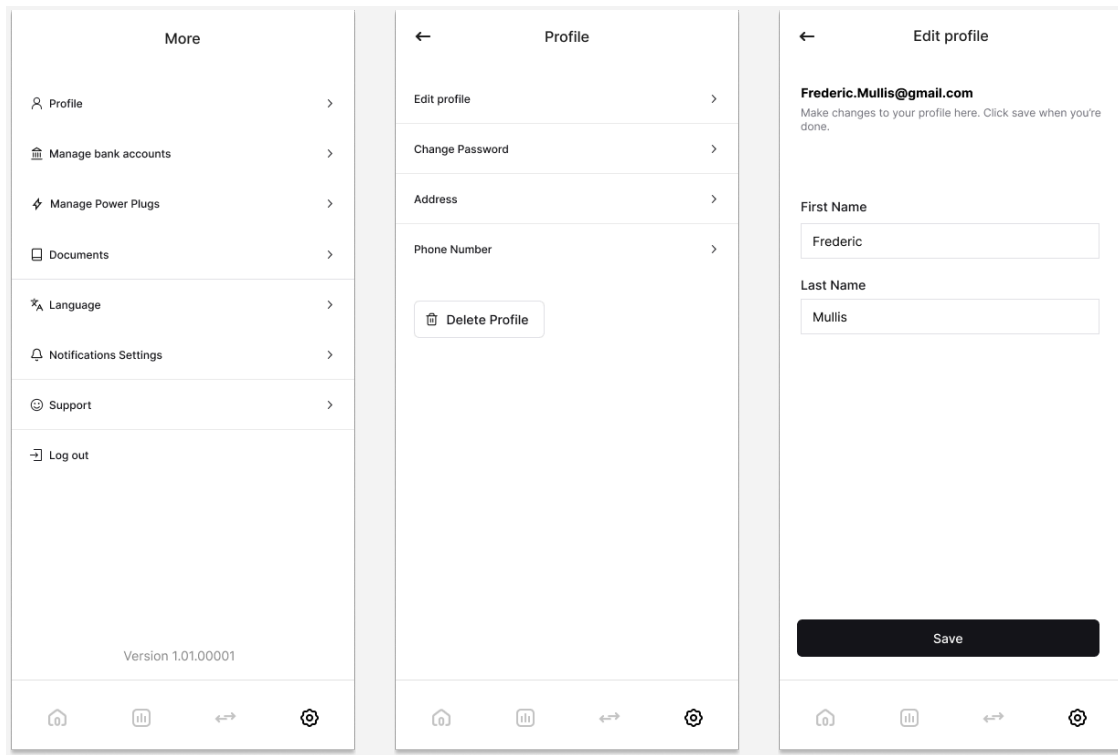 More
Profile
Manage bank accounts
Manage Power Plugs
Documents
Language
Notifications Settings
Support
Log out
Version 1.01.00001
Profile
Edit profile
Change Password
Address
Phone Number
Delete Profile
Edit profile
Frederic.Mullis@gmail.com
Make changes to your profile here. Click save when you're
done.
First Name
Frederic
Last Name
Mullis
Save